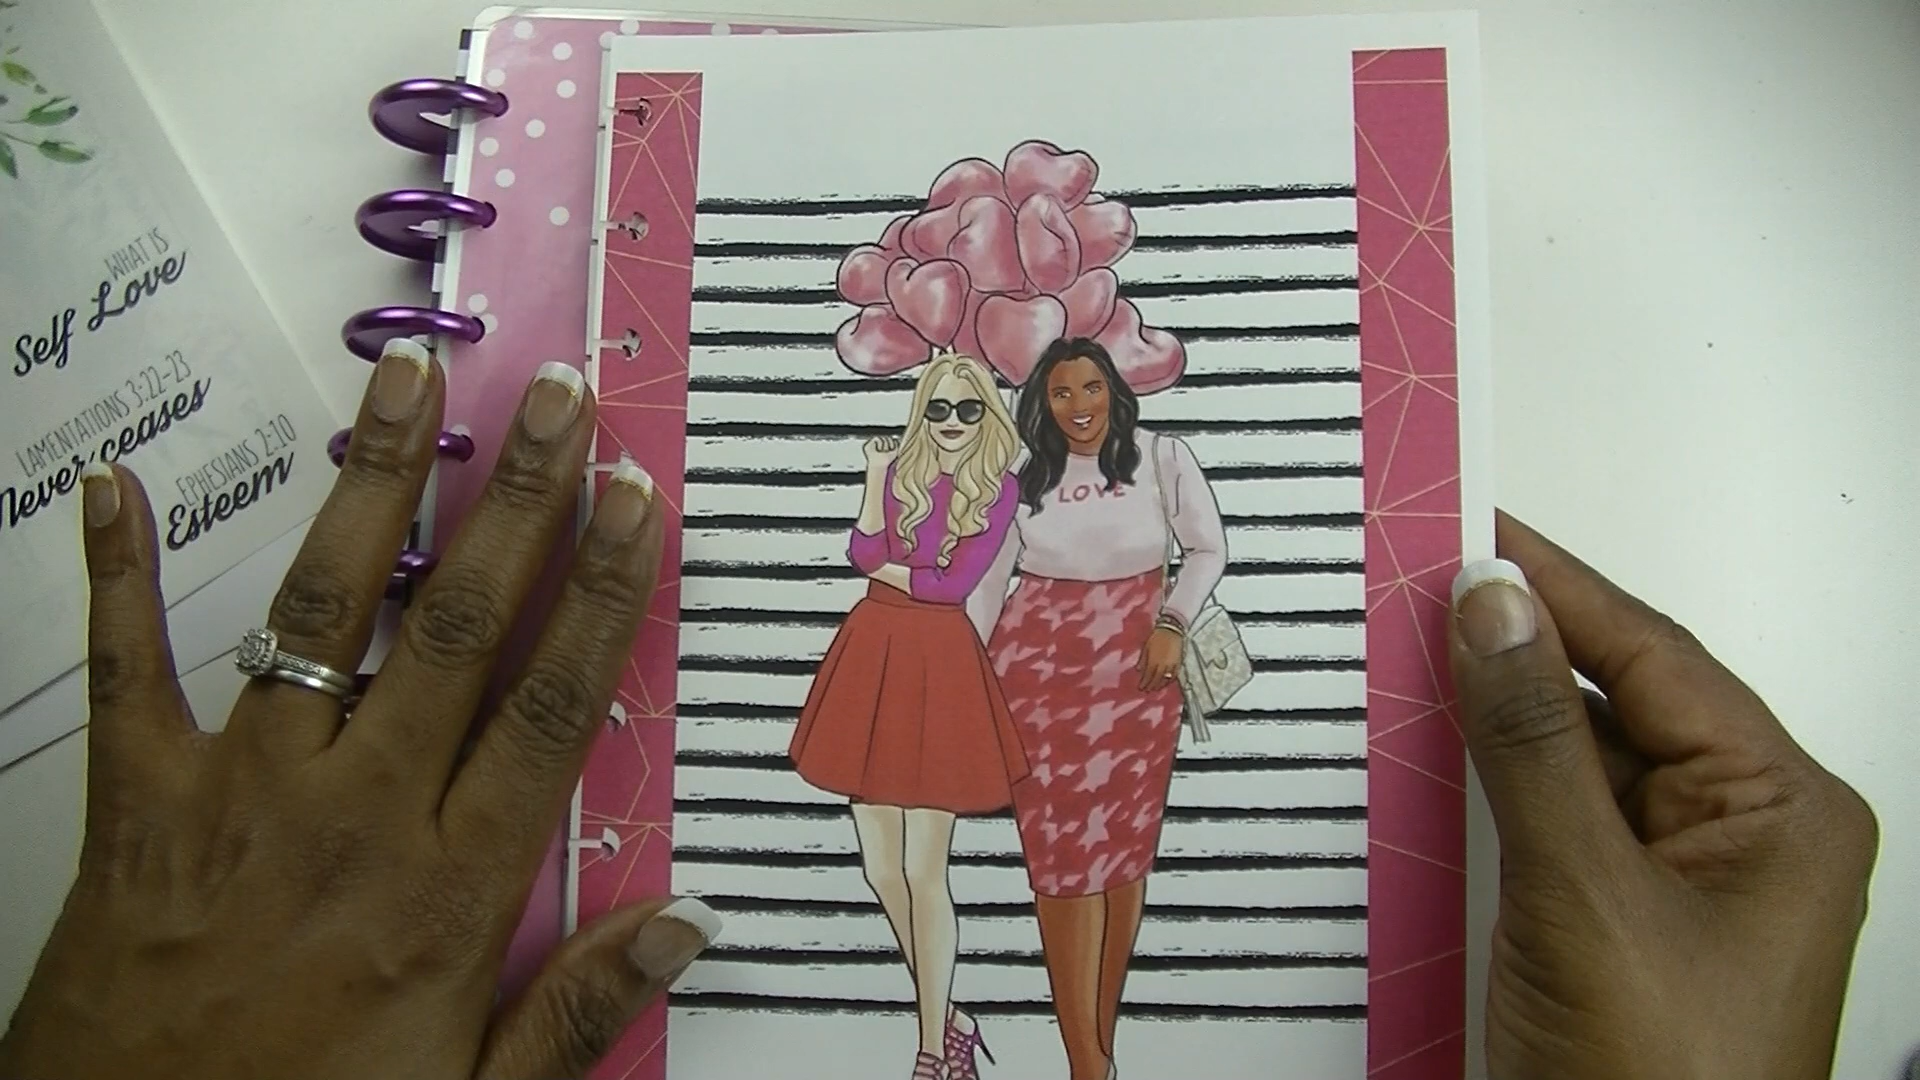 WHAT IS
Self Love
LAMENTATIONS 3:22-23
Never ceases
EPHESIANS 2:10
Esteem
LOVE